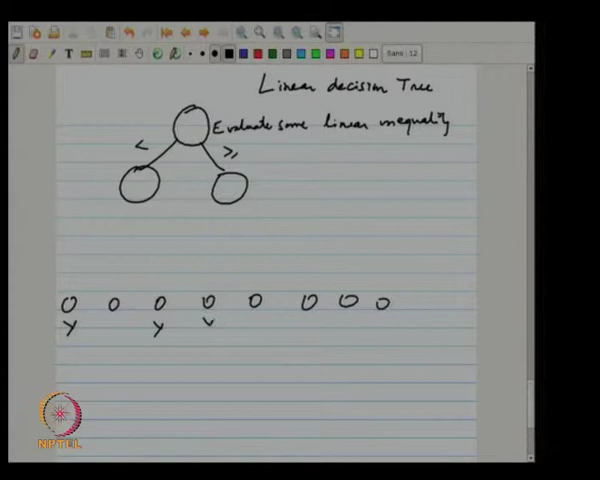 Sans 12
Linear decision Tree
Evaluate some linear inequality
< ≥
O O O O O O O O
Y Y Y
NPTEL